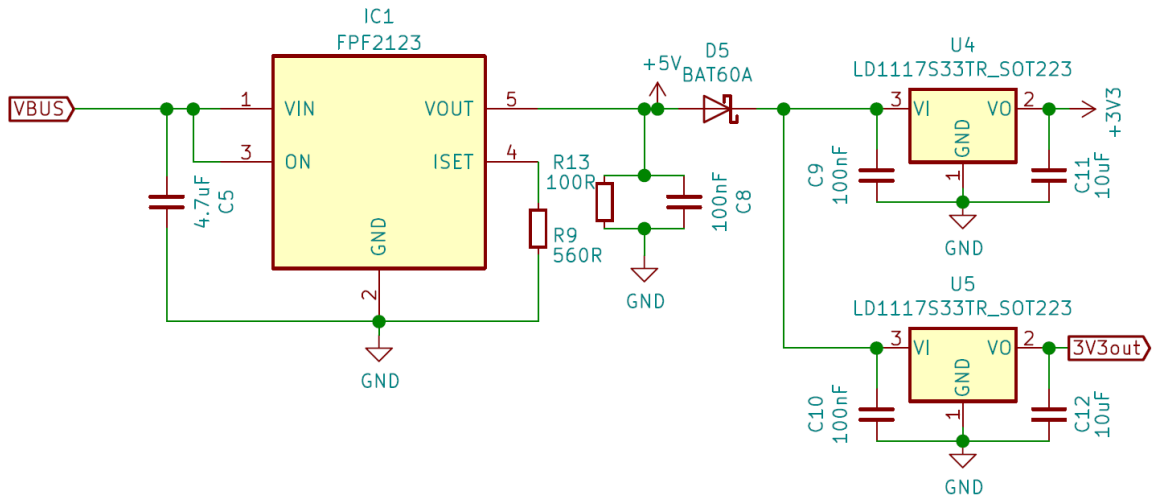 IC1
FPF2123
VBUS
1
VIN
VOUT
5
3
ON
ISET
4
GND
2
4.7uF
C5
R9
560R
GND
+5V
D5
BAT60A
R13
100R
100nF
C8
GND
U4
LD1117S33TR_SOT223
3
VI
VO
2
GND
1
+3V3
C9
100nF
C11
10uF
GND
U5
LD1117S33TR_SOT223
3
VI
VO
2
GND
1
3V3out
C10
100nF
C12
10uF
GND